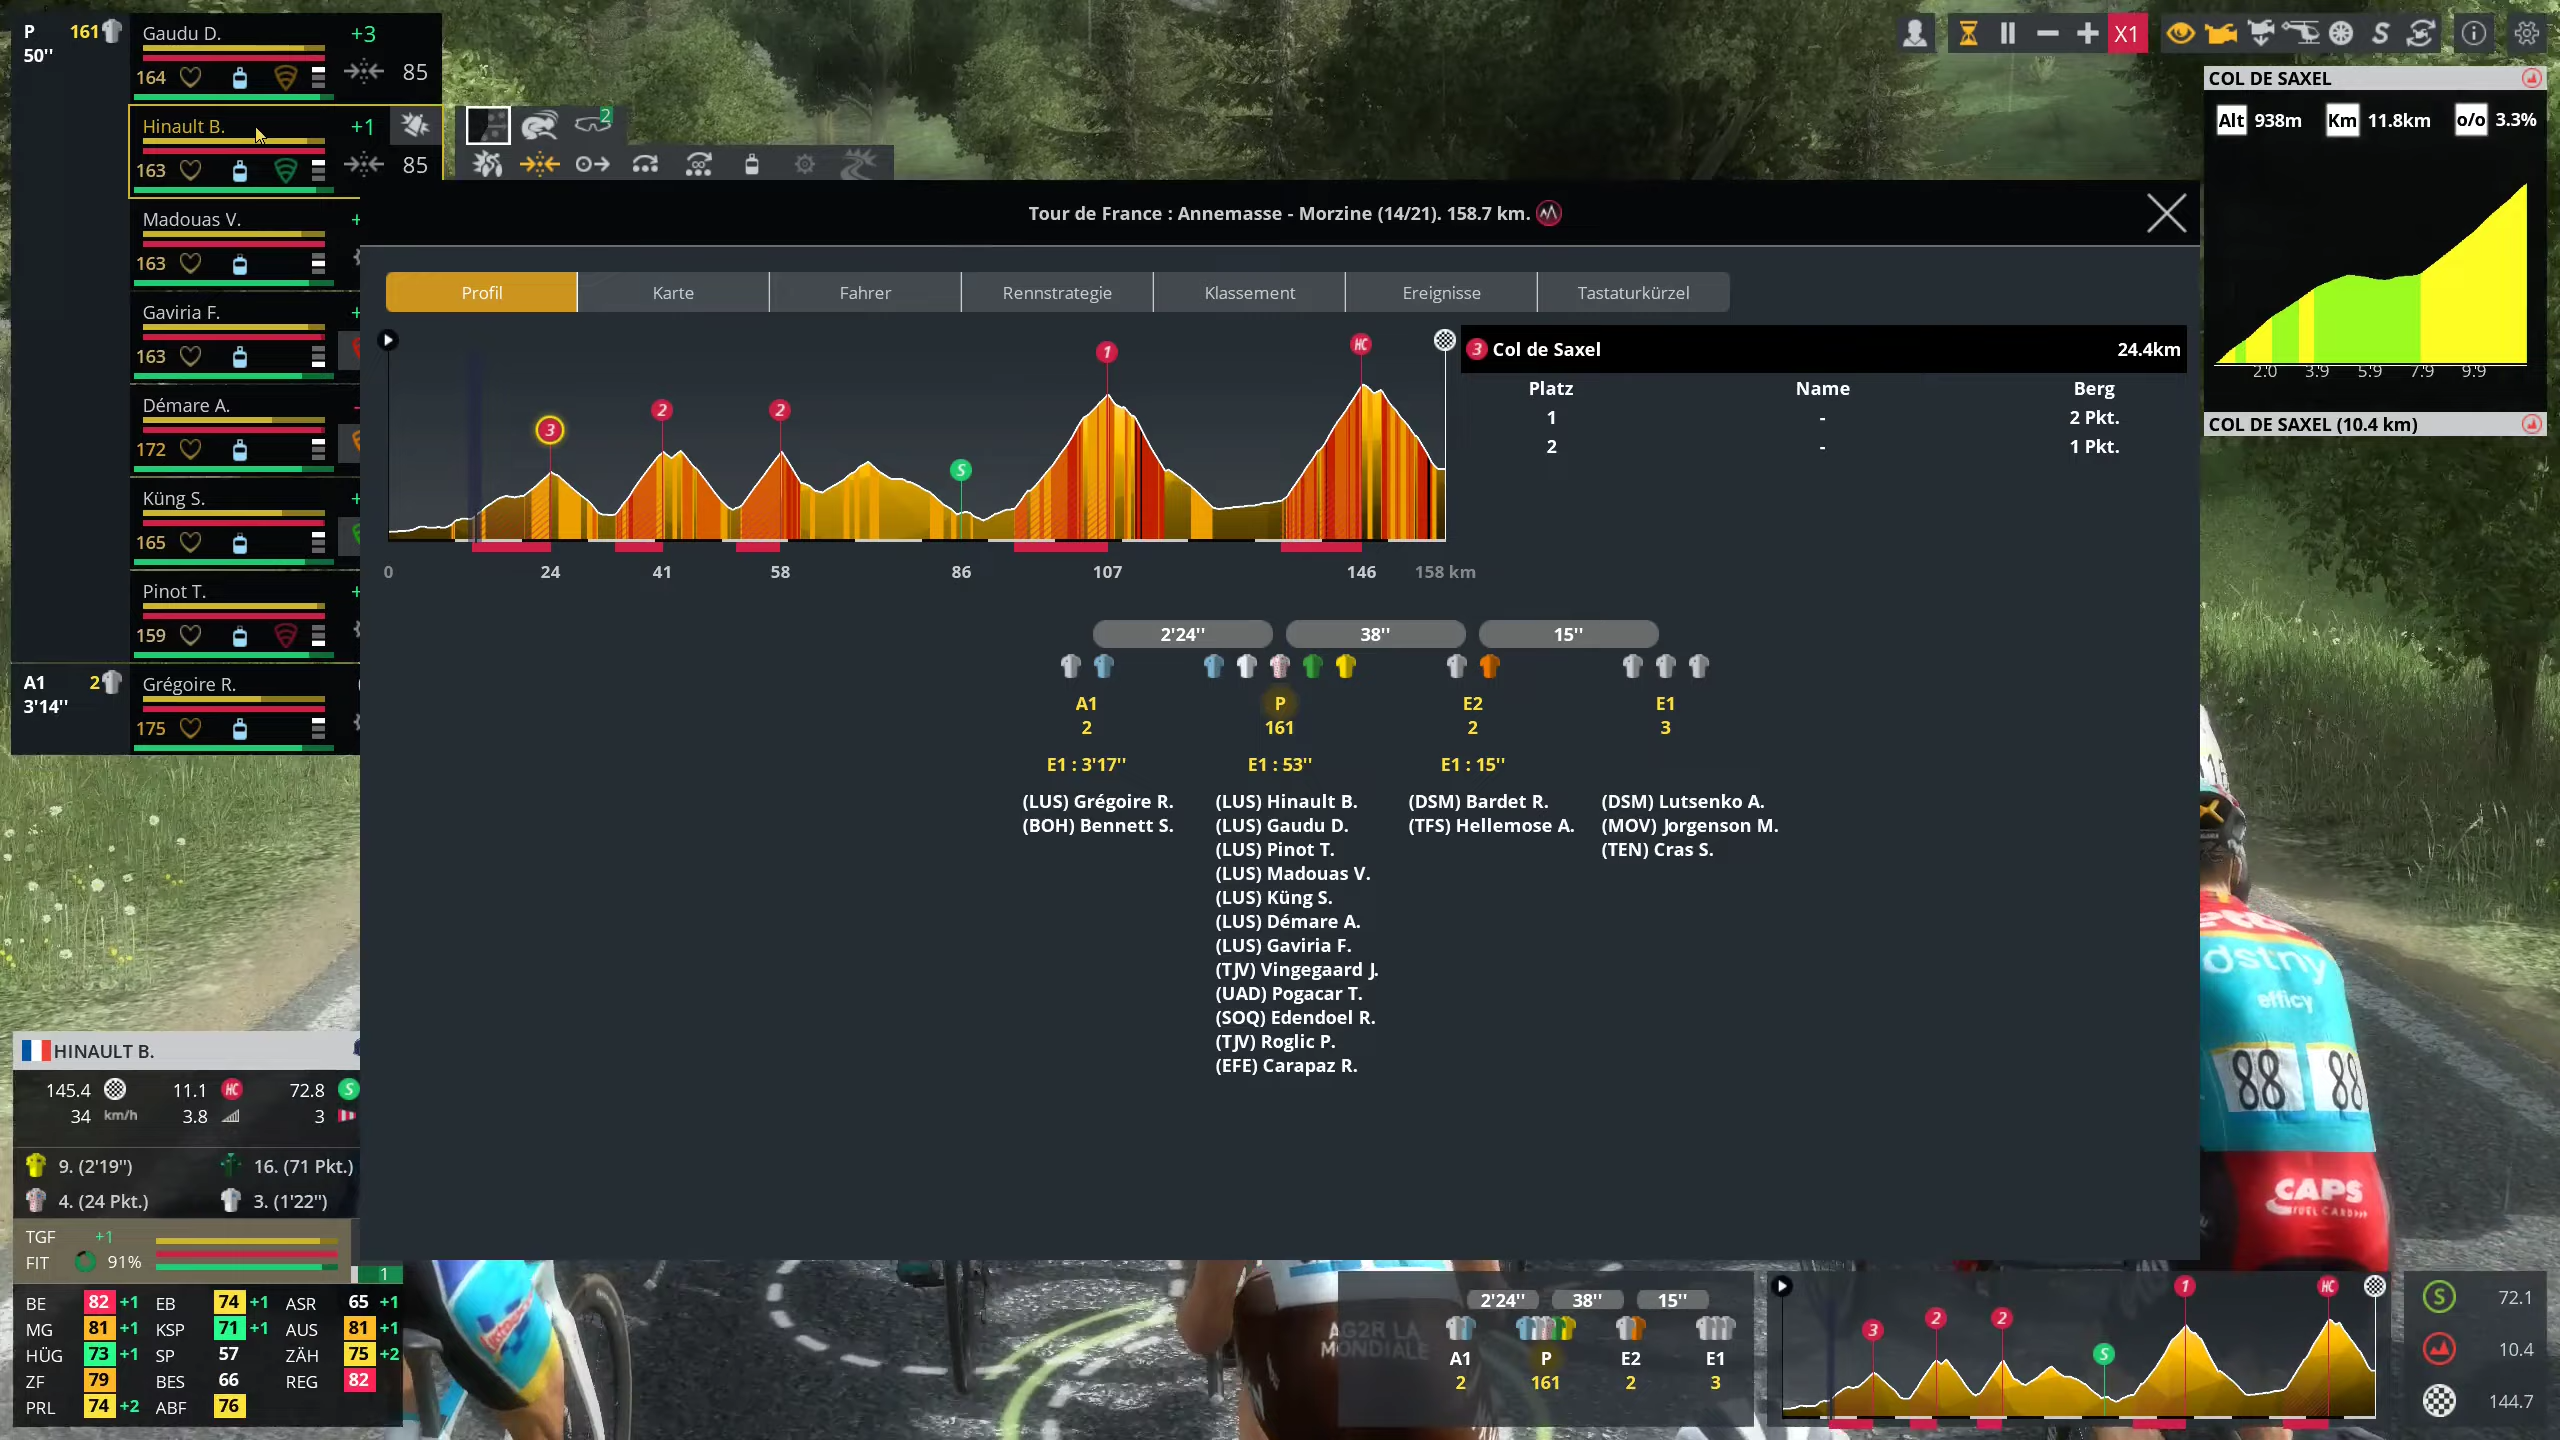 P 161
50''
Gaudu D. +3
164 85
Hinault B. +1
163 85
Madouas V. +
163
Gaviria F. +
163
Démare A. -
172
Küng S. +
165
Pinot T. +
159
A1 2
3'14''
Grégoire R.
175
2
X1
S
COL DE SAXEL
Alt 938m Km 11.8km o/o 3.3%
2.0 3.9 5.9 7.9 9.9
COL DE SAXEL (10.4 km)
Tour de France : Annemasse - Morzine (14/21). 158.7 km.
Profil Karte Fahrer Rennstrategie Klassement Ereignisse Tastaturkürzel
3 2 2 S 1 HC
0 24 41 58 86 107 146 158 km
3 Col de Saxel 24.4km
Platz Name Berg
1 - 2 Pkt.
2 - 1 Pkt.
2'24'' 38'' 15''
A1 P E2 E1
2 161 2 3
E1 : 3'17'' E1 : 53'' E1 : 15''
(LUS) Grégoire R.
(BOH) Bennett S.
(LUS) Hinault B.
(LUS) Gaudu D.
(LUS) Pinot T.
(LUS) Madouas V.
(LUS) Küng S.
(LUS) Démare A.
(LUS) Gaviria F.
(TJV) Vingegaard J.
(UAD) Pogacar T.
(SOQ) Edendoel R.
(TJV) Roglic P.
(EFE) Carapaz R.
(DSM) Bardet R.
(TFS) Hellemose A.
(DSM) Lutsenko A.
(MOV) Jorgenson M.
(TEN) Cras S.
HINAULT B.
145.4 11.1 HC 72.8 S
34 km/h 3.8 3
9. (2'19'') 16. (71 Pkt.)
4. (24 Pkt.) 3. (1'22'')
TGF +1
FIT 91%
1
BE 82 +1 EB 74 +1 ASR 65 +1
MG 81 +1 KSP 71 +1 AUS 81 +1
HÜG 73 +1 SP 57 ZÄH 75 +2
ZF 79 BES 66 REG 82
PRL 74 +2 ABF 76
AG2R LA
MONDIALE
2'24'' 38'' 15''
A1 P E2 E1
2 161 2 3
3 2 2 S 1 HC
S 72.1
10.4
144.7
efficy
88 88
CAPS
FUEL CARD